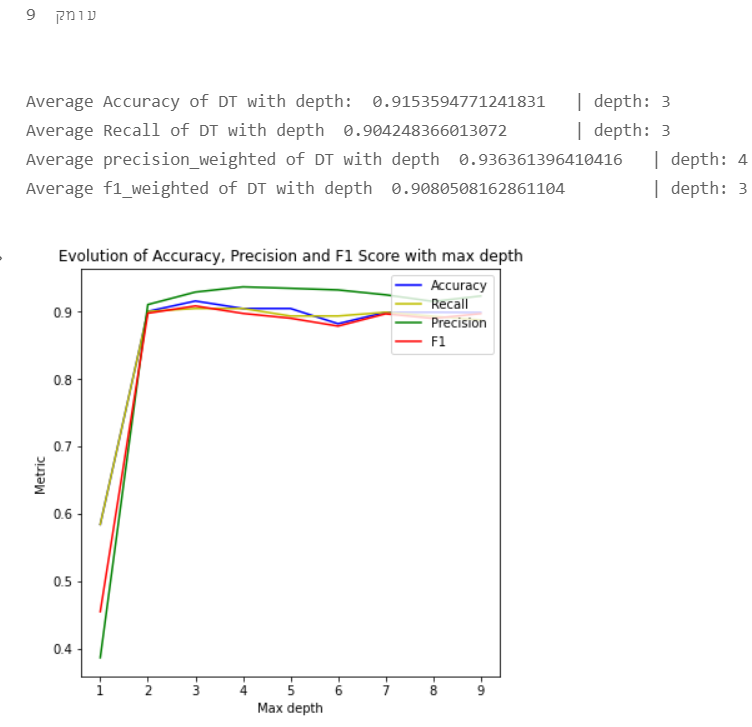 עומק 9
Average Accuracy of DT with depth: 0.9153594771241831 | depth: 3
Average Recall of DT with depth 0.904248366013072 | depth: 3
Average precision_weighted of DT with depth 0.936361396410416 | depth: 4
Average f1_weighted of DT with depth 0.9080508162861104 | depth: 3
Evolution of Accuracy, Precision and F1 Score with max depth
Accuracy
Recall
Precision
F1
0.9
0.8
0.7
0.6
0.5
0.4
Metric
1 2 3 4 5 6 7 8 9
Max depth